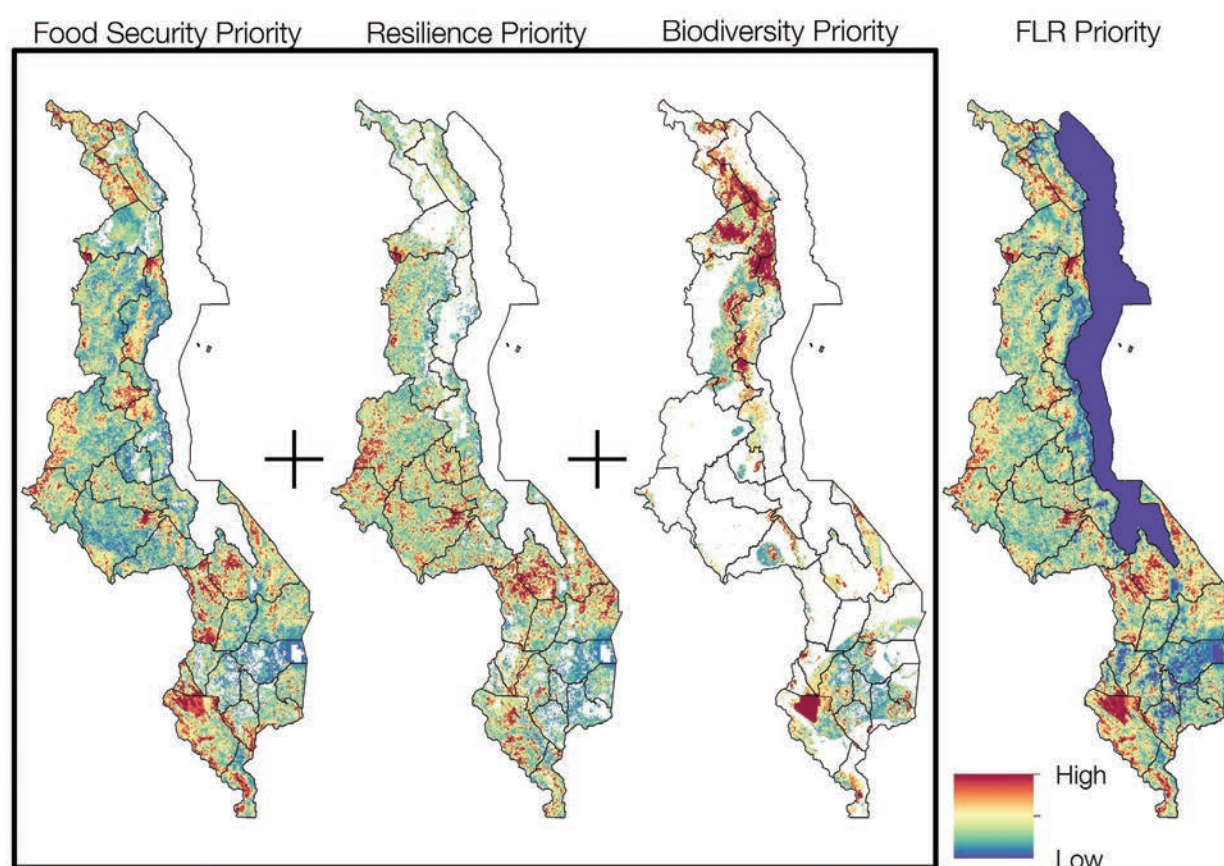 Food Security Priority
Resilience Priority
Biodiversity Priority
FLR Priority
+
+
High
Low